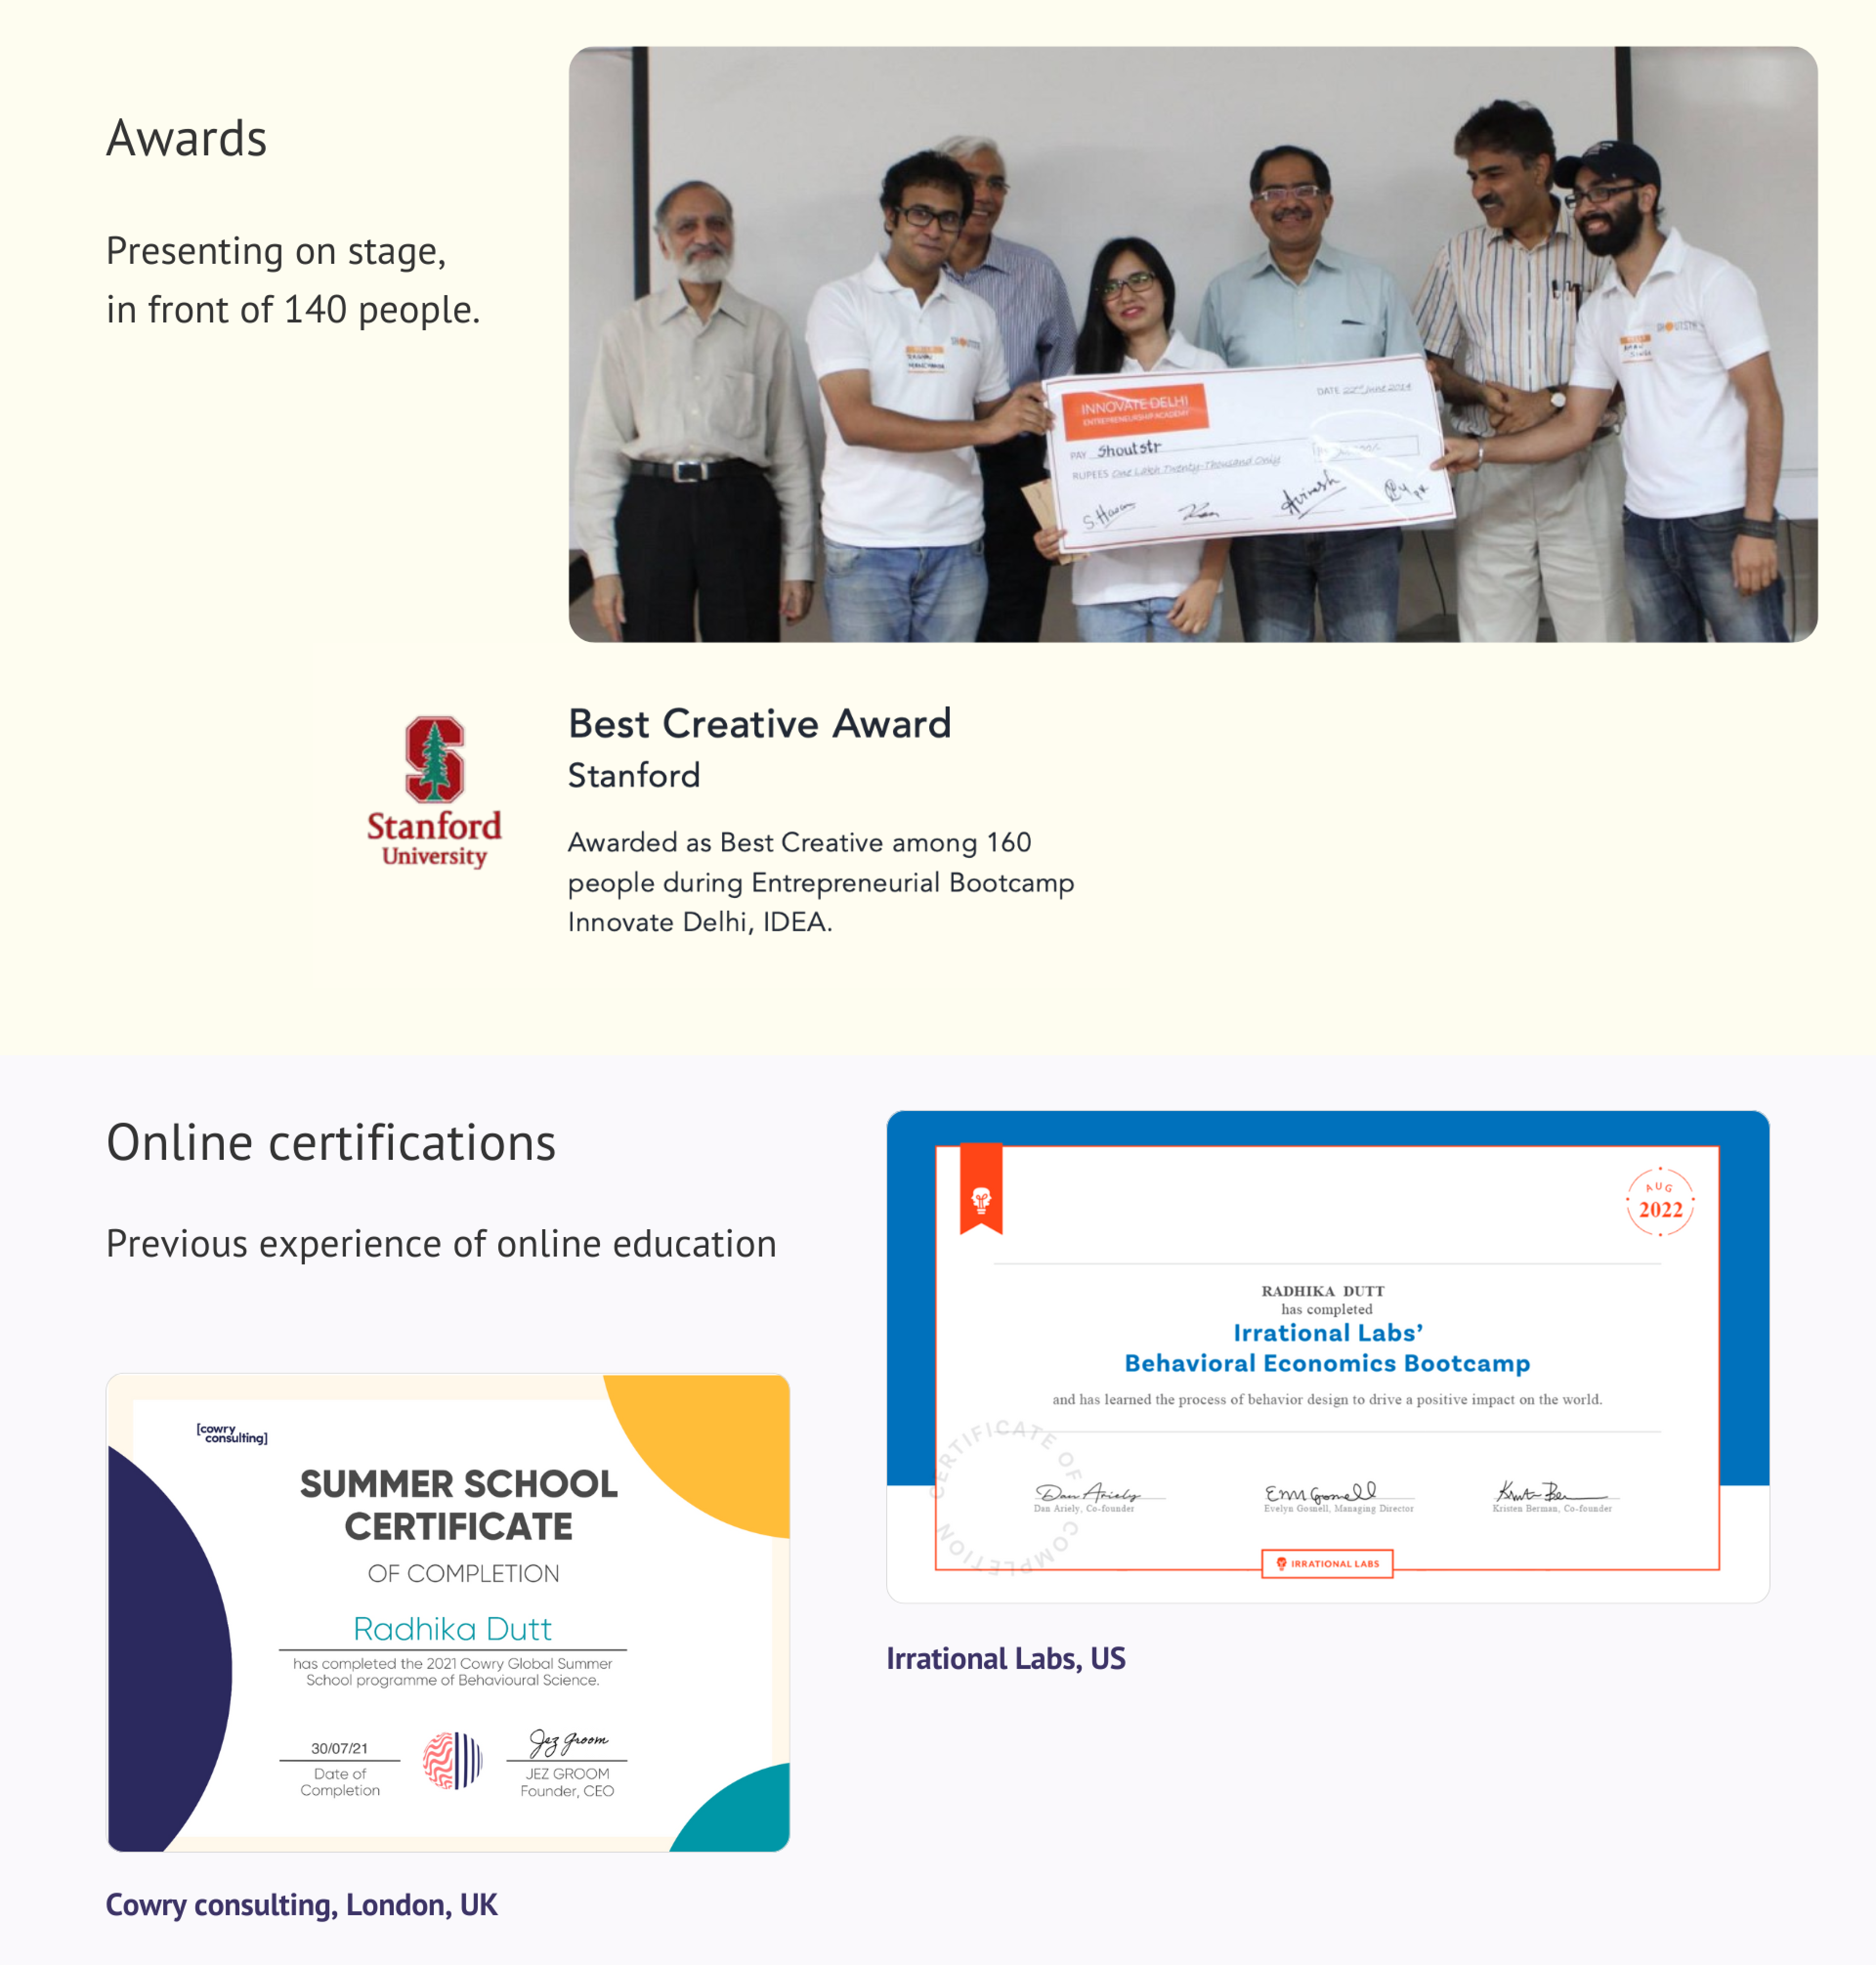 Awards
Presenting on stage,
in front of 140 people.
INNOVATE DELHI
ENTREPRENEURSHIP ACADEMY
DATE 22nd June 2014
PAY Shoutstr
RUPEES One Lakh Twenty-Thousand Only
Avinash
Stanford
University
Best Creative Award
Stanford
Awarded as Best Creative among 160
people during Entrepreneurial Bootcamp
Innovate Delhi, IDEA.
Online certifications
Previous experience of online education
[cowry
consulting]
SUMMER SCHOOL
CERTIFICATE
OF COMPLETION
Radhika Dutt
has completed the 2021 Cowry Global Summer
School programme of Behavioural Science.
30/07/21
Date of
Completion
Jez Groom
JEZ GROOM
Founder, CEO
Cowry consulting, London, UK
AUG
2022
RADHIKA DUTT
has completed
Irrational Labs’
Behavioral Economics Bootcamp
and has learned the process of behavior design to drive a positive impact on the world.
CERTIFICATE OF COMPLETION
Dan Ariely
Dan Ariely, Co-founder
Evelyn Gosnell, Managing Director
Kristen Berman, Co-founder
IRRATIONAL LABS
Irrational Labs, US